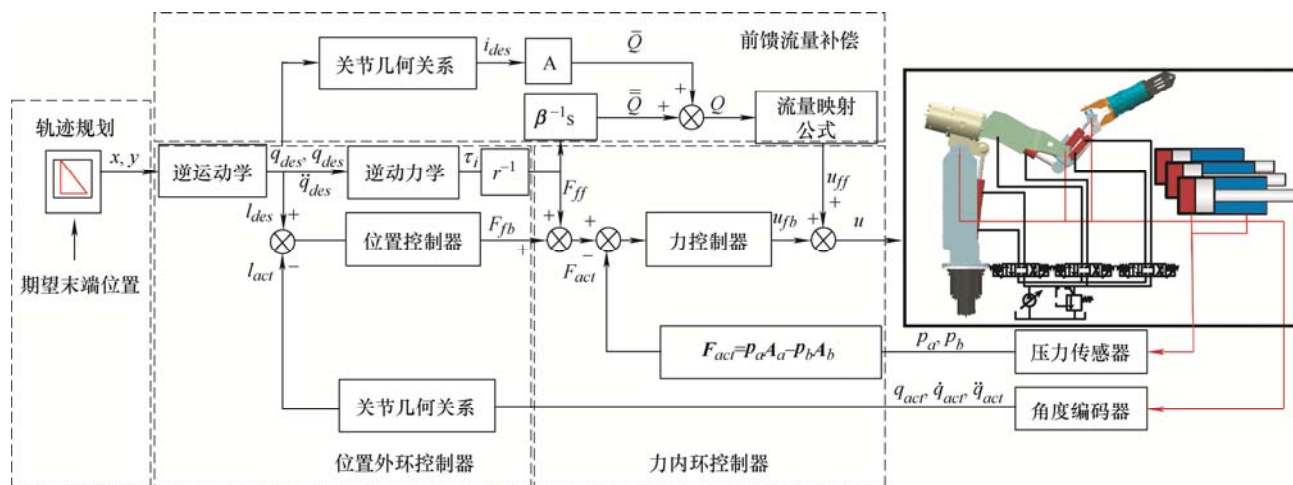 前馈流量补偿
关节几何关系
i_des
A
Q̄
β⁻¹s
Q̿
+
+
Q
流量映射
公式
轨迹规划
x, y
逆运动学
q_des, q_des
q̈_des
逆动力学
τ_i
r⁻¹
F_ff
u_ff
l_des
+
位置控制器
F_fb
+
+
+
−
F_act
力控制器
u_fb
+
+
u
l_act
−
期望末端位置
F_act=p_aA_a−p_bA_b
p_a, p_b
压力传感器
关节几何关系
q_act, q̇_act, q̈_act
角度编码器
位置外环控制器
力内环控制器